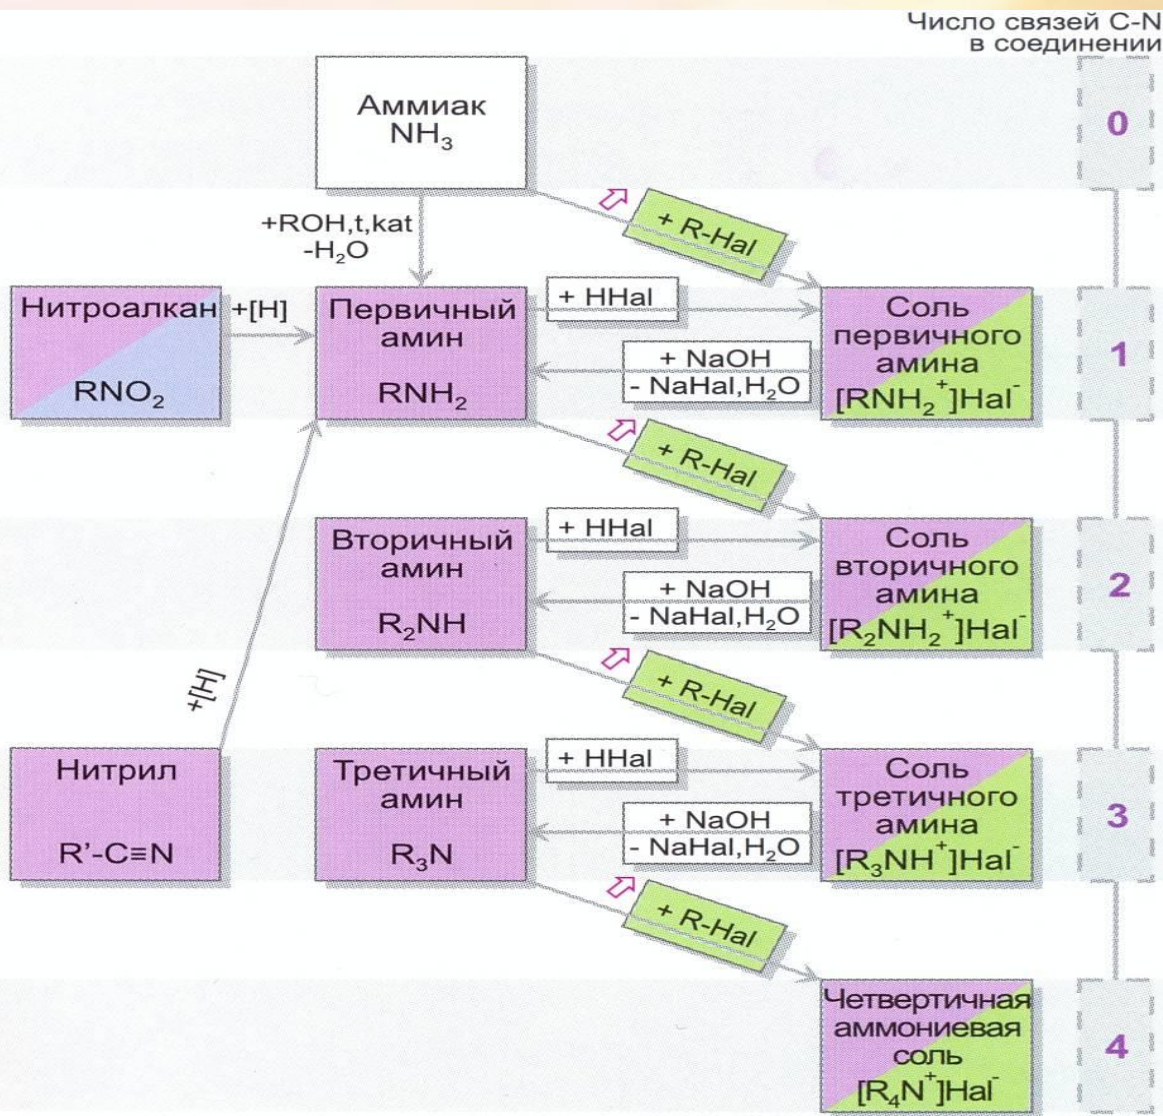 Число связей C-N
в соединении
Аммиак
NH₃
0
+ROH,t,kat
-H₂O
+ R-Hal
Нитроалкан
RNO₂
+[H]
Первичный
амин
RNH₂
+ HHal
+ NaOH
- NaHal,H₂O
Соль
первичного
амина
[RNH₂⁺]Hal⁻
1
+ R-Hal
Вторичный
амин
R₂NH
+ HHal
+ NaOH
- NaHal,H₂O
Соль
вторичного
амина
[R₂NH₂⁺]Hal⁻
2
+[H]
+ R-Hal
Нитрил
R'-C≡N
Третичный
амин
R₃N
+ HHal
+ NaOH
- NaHal,H₂O
Соль
третичного
амина
[R₃NH⁺]Hal⁻
3
+ R-Hal
Четвертичная
аммониевая
соль
[R₄N⁺]Hal⁻
4